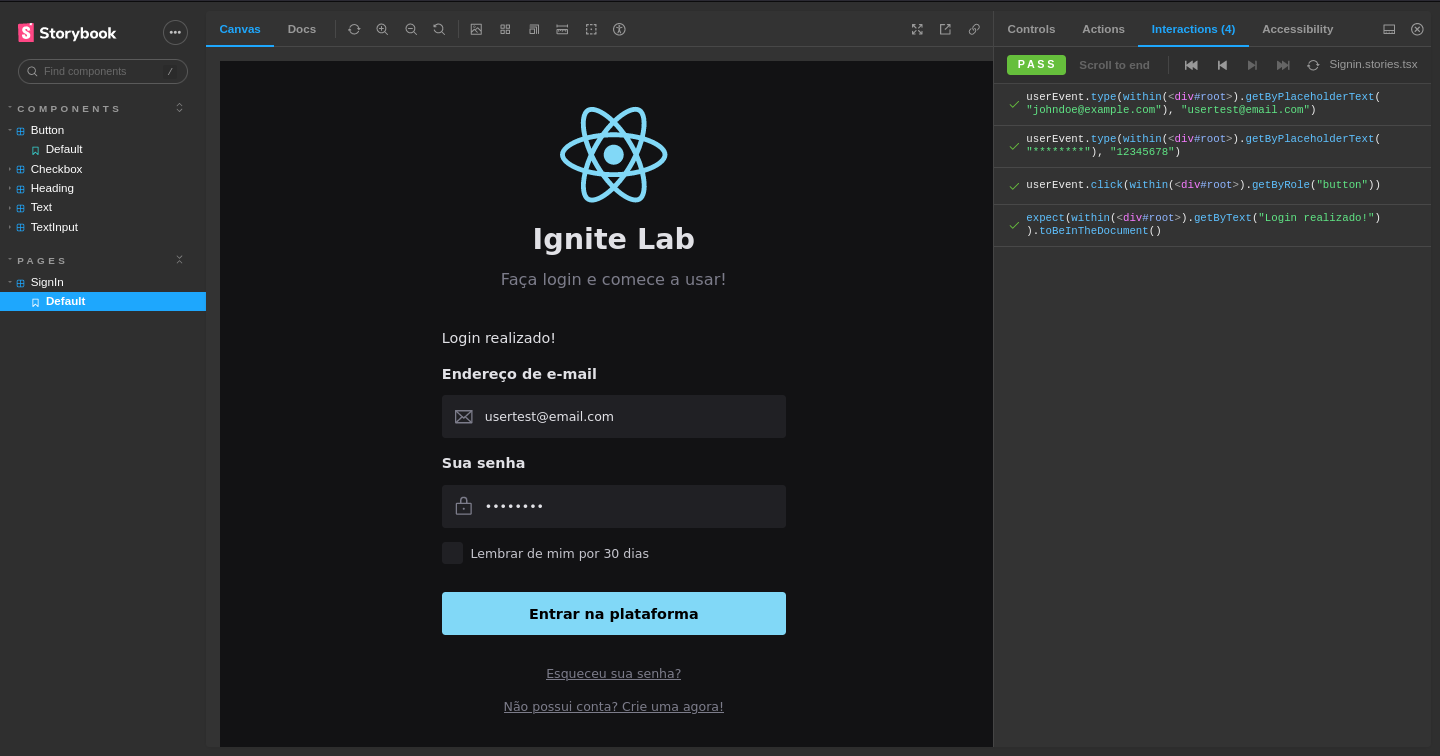 Storybook
Find components
/
COMPONENTS
Button
Default
Checkbox
Heading
Text
TextInput
PAGES
SignIn
Default
Canvas
Docs
Ignite Lab
Faça login e comece a usar!
Login realizado!
Endereço de e-mail
usertest@email.com
Sua senha
••••••••
Lembrar de mim por 30 dias
Entrar na plataforma
Esqueceu sua senha?
Não possui conta? Crie uma agora!
Controls
Actions
Interactions (4)
Accessibility
PASS
Scroll to end
Signin.stories.tsx
userEvent.type(within(<div#root>).getByPlaceholderText(
"johndoe@example.com"), "usertest@email.com")
userEvent.type(within(<div#root>).getByPlaceholderText(
"********"), "12345678")
userEvent.click(within(<div#root>).getByRole("button"))
expect(within(<div#root>).getByText("Login realizado!")
).toBeInTheDocument()